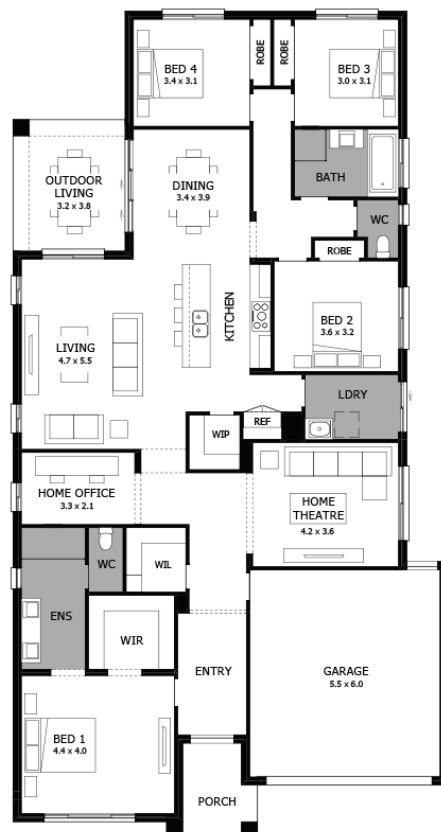 BED 4
3.4 x 3.1
ROBE
ROBE
BED 3
3.0 x 3.1
OUTDOOR
LIVING
3.2 x 3.8
DINING
3.4 x 3.9
BATH
WC
ROBE
KITCHEN
BED 2
3.6 x 3.2
LIVING
4.7 x 5.5
LDRY
WIP
REF
HOME OFFICE
3.3 x 2.1
HOME
THEATRE
4.2 x 3.6
WC
WIL
ENS
WIR
ENTRY
GARAGE
5.5 x 6.0
BED 1
4.4 x 4.0
PORCH